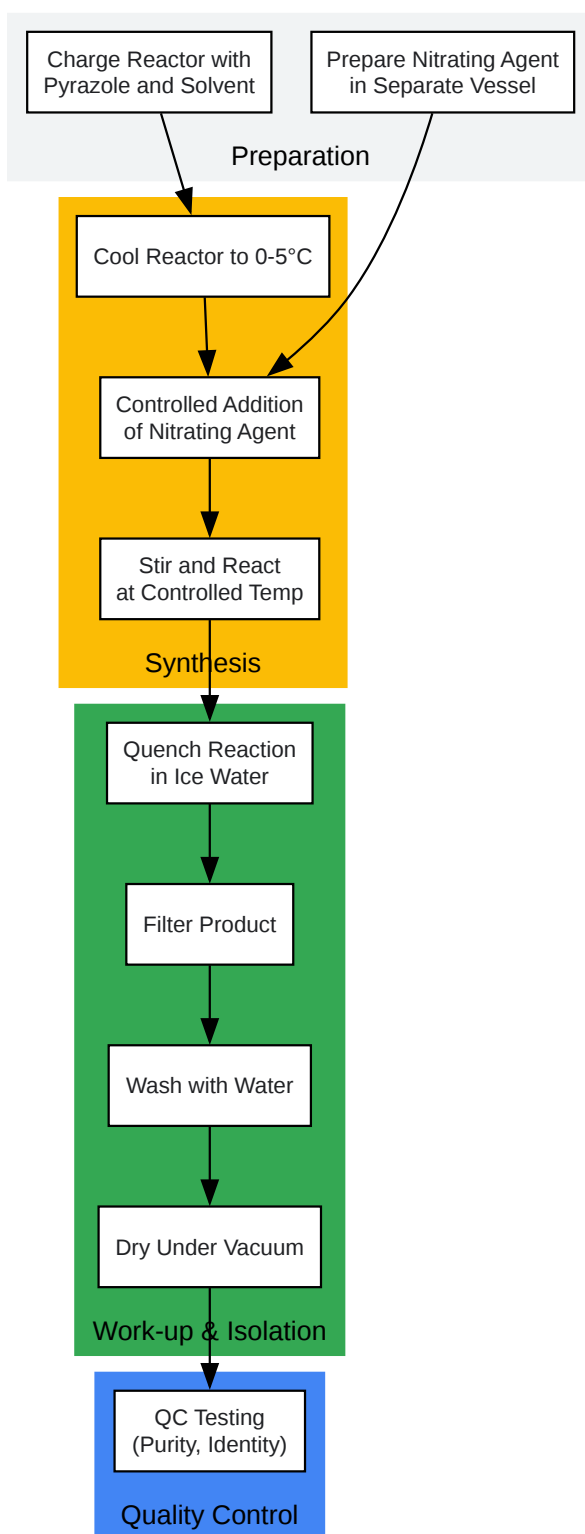 Charge Reactor with
Pyrazole and Solvent
Prepare Nitrating Agent
in Separate Vessel
Preparation
Cool Reactor to 0-5°C
Controlled Addition
of Nitrating Agent
Stir and React
at Controlled Temp
Synthesis
Quench Reaction
in Ice Water
Filter Product
Wash with Water
Dry Under Vacuum
Work-up & Isolation
QC Testing
(Purity, Identity)
Quality Control